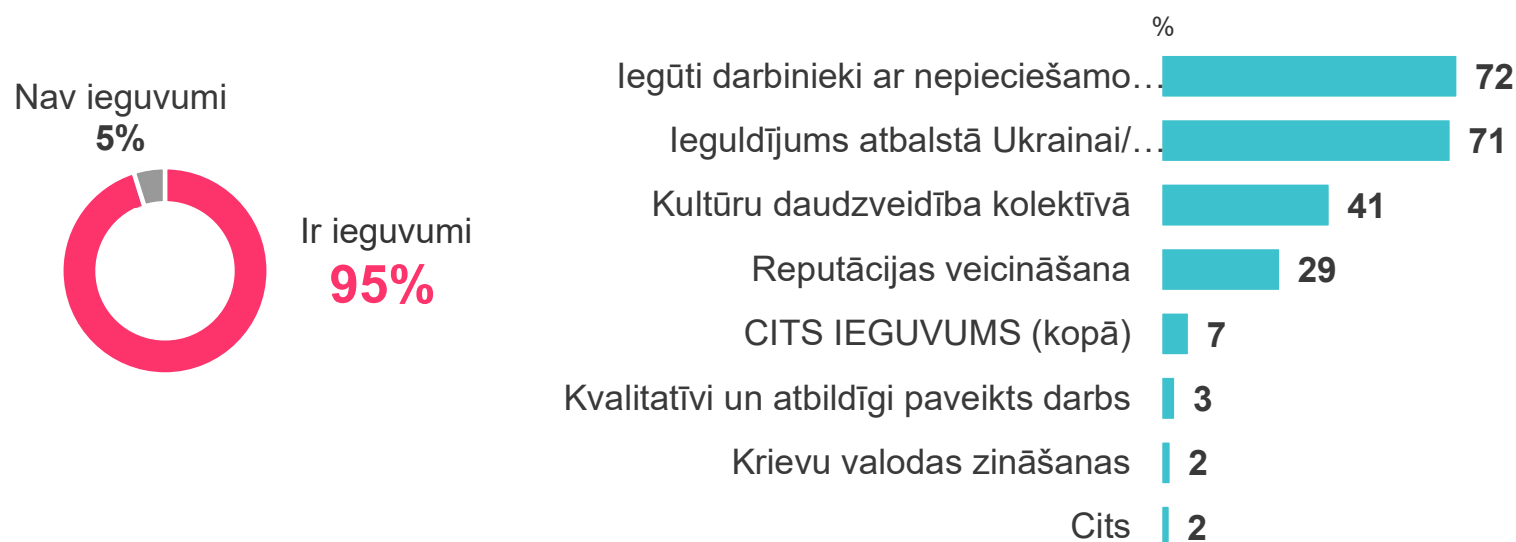 Nav ieguvumi
5%
Ir ieguvumi
95%
%
Iegūti darbinieki ar nepieciešamo… 72
Ieguldījums atbalstā Ukrainai/… 71
Kultūru daudzveidība kolektīvā 41
Reputācijas veicināšana 29
CITS IEGUVUMS (kopā) 7
Kvalitatīvi un atbildīgi paveikts darbs 3
Krievu valodas zināšanas 2
Cits 2